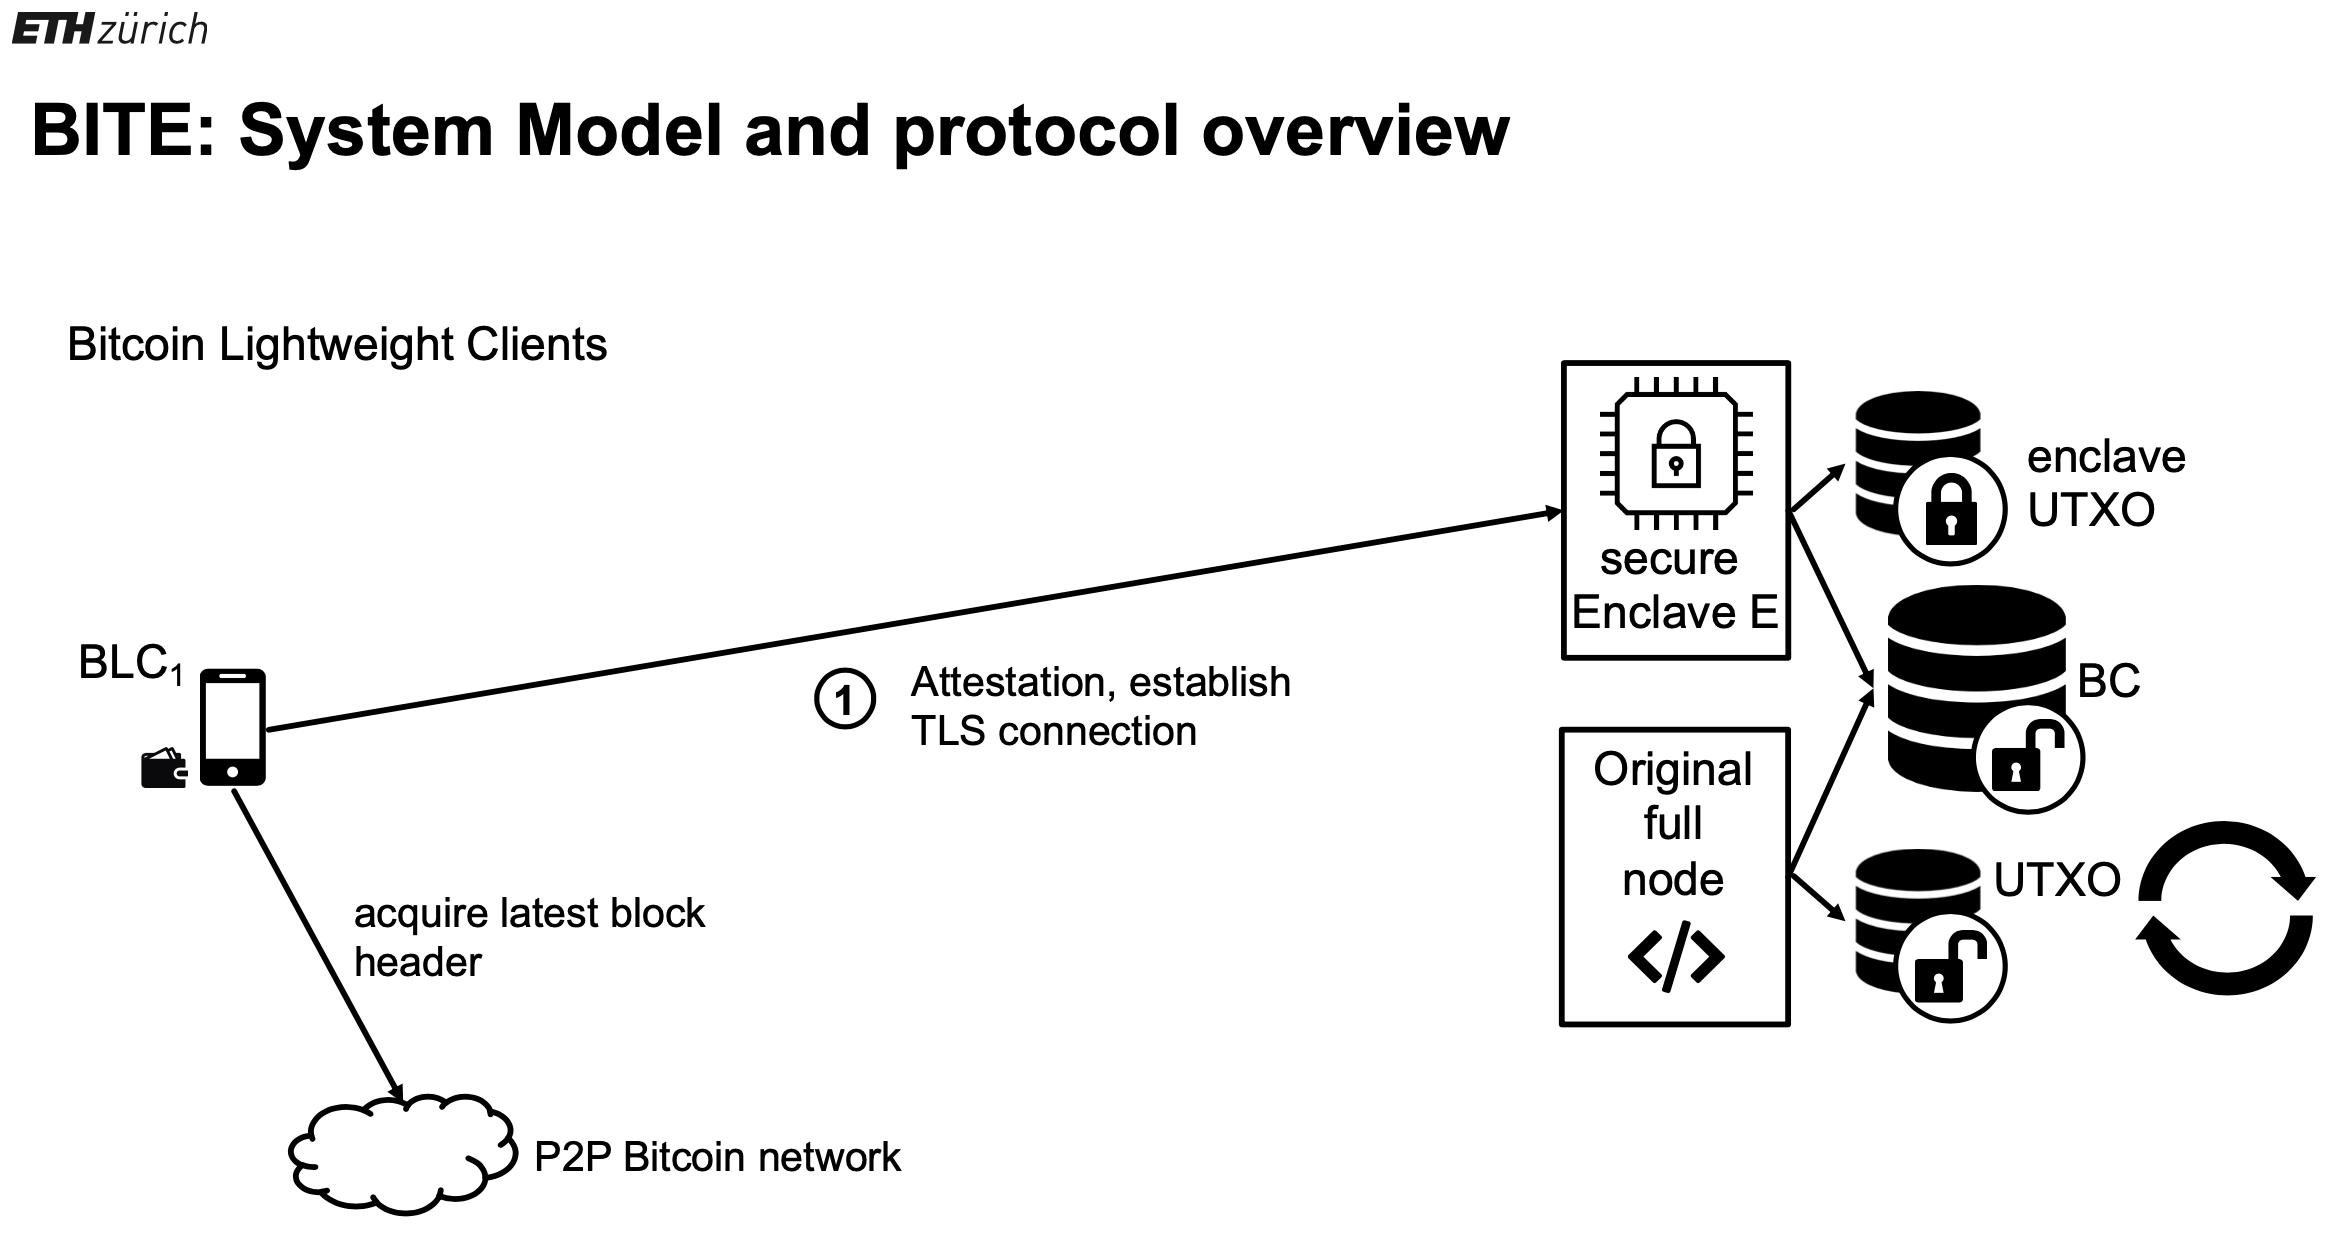 ETH zürich
BITE: System Model and protocol overview
Bitcoin Lightweight Clients
secure
Enclave E
enclave
UTXO
BLC₁
1
Attestation, establish
TLS connection
BC
Original
full
node
</>
UTXO
acquire latest block
header
P2P Bitcoin network